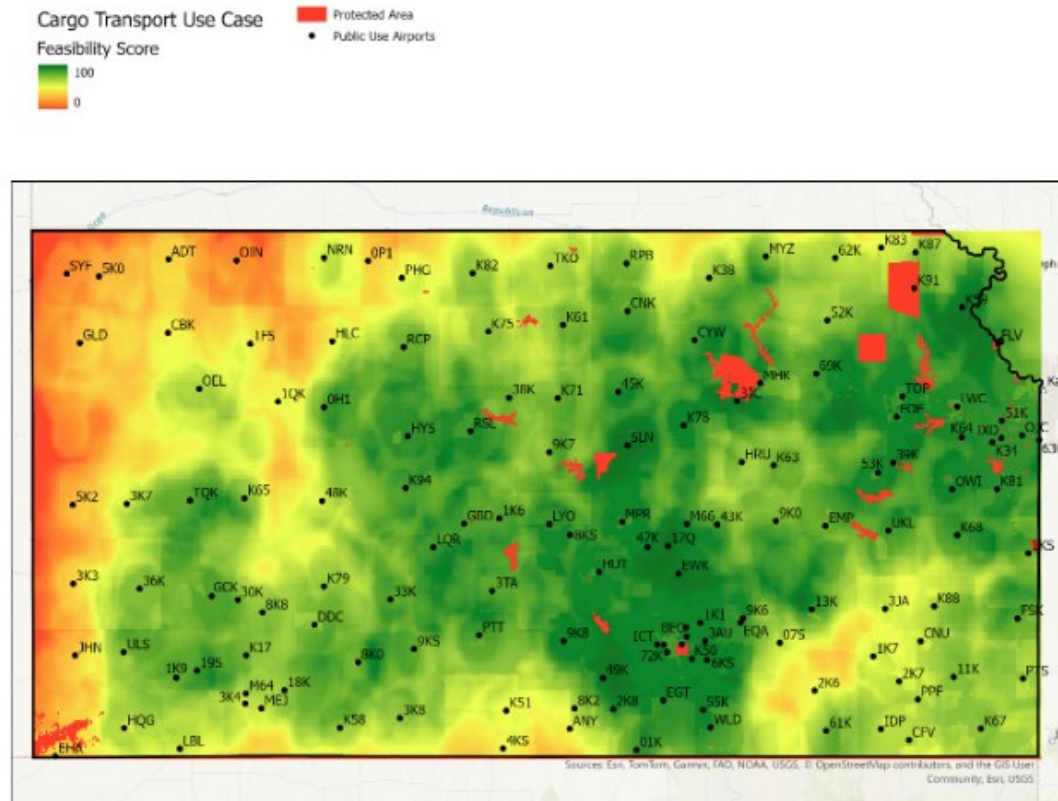 Cargo Transport Use Case
Feasibility Score
100
0
Protected Area
Public Use Airports
Republican
K83
ADT OIN NRN 0P1 MYZ 62K K87
SYF 5K0 PHG K82 TKO RPB K38
K91
CNK
K61 52K
GLD CBK 1F5 HLC RCP K75 CYW FLV
OEL 69K
MHK
1QK 0H1 38K K71 45K TOP LWC
FOE 51K
HYS RSL K78 K64 IXD OJC
SLN K34
9K7 HRU K63 53K 39K
5K2 3K7 TQK K65 48K K94 OWI K81
GBD 1K6 LYO MPR M66 43K 9K0 EMP UKL K68
8KS
LQR 47K 17Q
3K3 36K K79 HUT EWK
GCK 30K 33K 3TA
8K8 13K 3JA K88
DDC 9K6 FSK
1K1
PTT BEC EQA
JHN ULS K17 9KS 9K8 ICT 3AU 07S CNU
8K0 72K K50 1K7
6KS
1K9 19S 49K 11K PTS
M64 18K 2K6 2K7
3K4 MEJ EGT PPF
K51 8K2 2K8 55K
HQG K58 3K8 ANY WLD 61K IDP K67
LBL 4KS 01K CFV
EHA
Sources: Esri, TomTom, Garmin, FAO, NOAA, USGS, © OpenStreetMap contributors, and the GIS User
Community, Esri, USGS